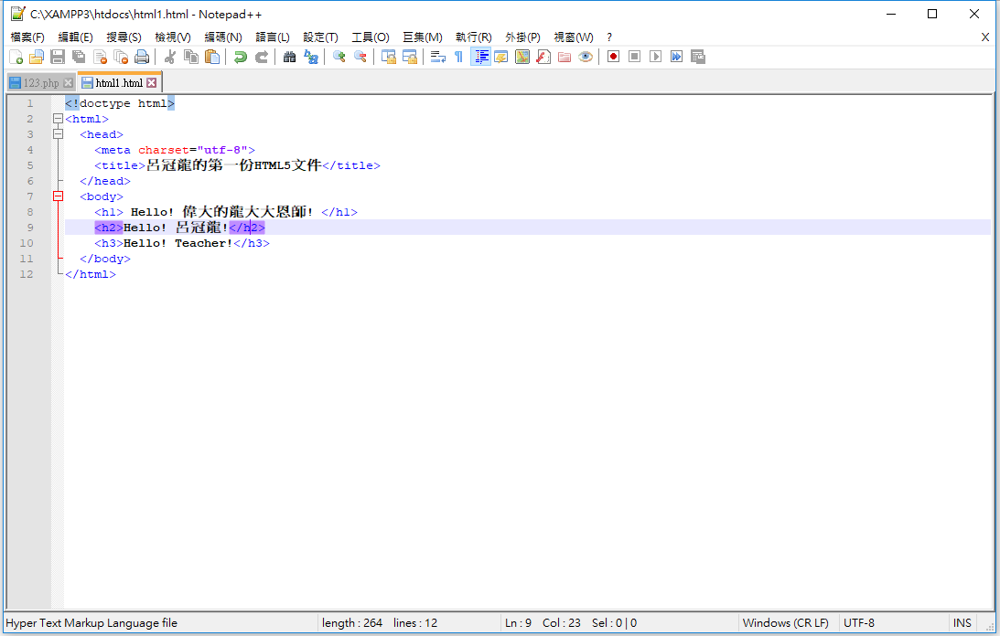 C:\XAMPP3\htdocs\html1.html - Notepad++
檔案(F) 編輯(E) 搜尋(S) 檢視(V) 編碼(N) 語言(L) 設定(T) 工具(O) 巨集(M) 執行(R) 外掛(P) 視窗(W) ? X
123.php html1.html
1 <!doctype html>
2 <html>
3 <head>
4 <meta charset="utf-8">
5 <title>呂冠龍的第一份HTML5文件</title>
6 </head>
7 <body>
8 <h1> Hello! 偉大的龍大大恩師! </h1>
9 <h2>Hello! 呂冠龍!</h2>
10 <h3>Hello! Teacher!</h3>
11 </body>
12 </html>
Hyper Text Markup Language file length : 264 lines : 12 Ln : 9 Col : 23 Sel : 0 | 0 Windows (CR LF) UTF-8 INS